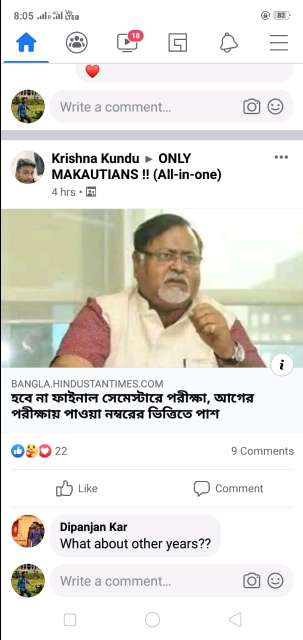 8:05
82
18
Write a comment...
Krishna Kundu ▸ ONLY
MAKAUTIANS !! (All-in-one)
4 hrs ·
i
BANGLA.HINDUSTANTIMES.COM
হবে না ফাইনাল সেমেস্টারে পরীক্ষা, আগের
পরীক্ষায় পাওয়া নম্বরের ভিত্তিতে পাশ
22
9 Comments
Like
Comment
Dipanjan Kar
What about other years??
Write a comment...